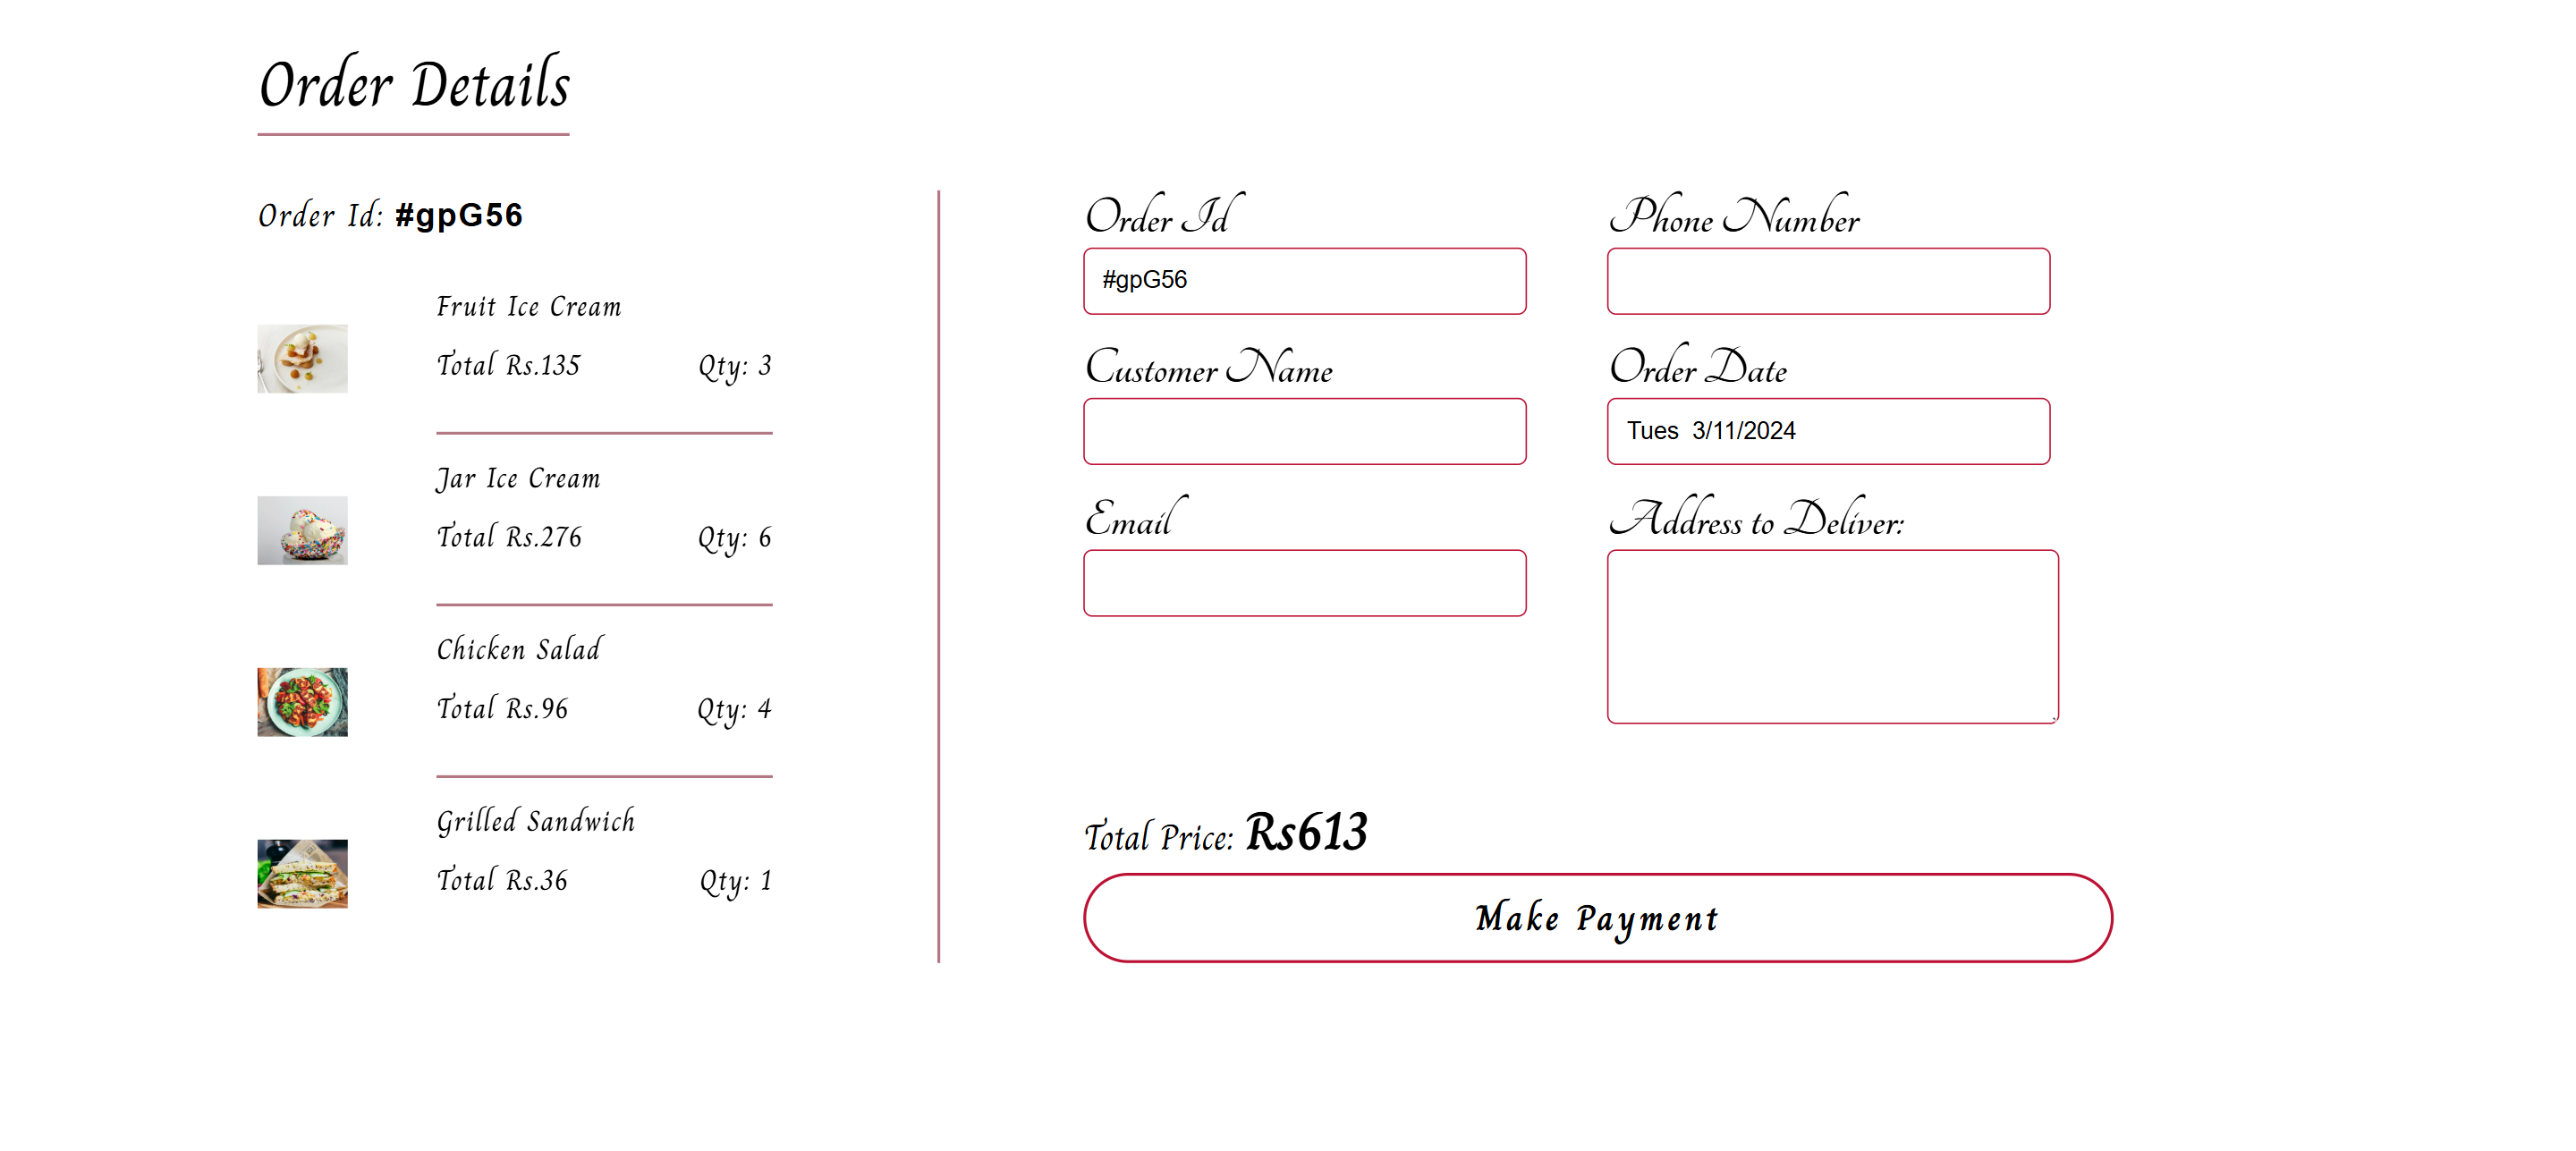 Order Details
Order Id: #gpG56
Fruit Ice Cream
Total Rs.135 Qty: 3
Jar Ice Cream
Total Rs.276 Qty: 6
Chicken Salad
Total Rs.96 Qty: 4
Grilled Sandwich
Total Rs.36 Qty: 1
Order Id
#gpG56
Phone Number
Customer Name
Order Date
Tues 3/11/2024
Email
Address to Deliver:
Total Price: Rs613
Make Payment